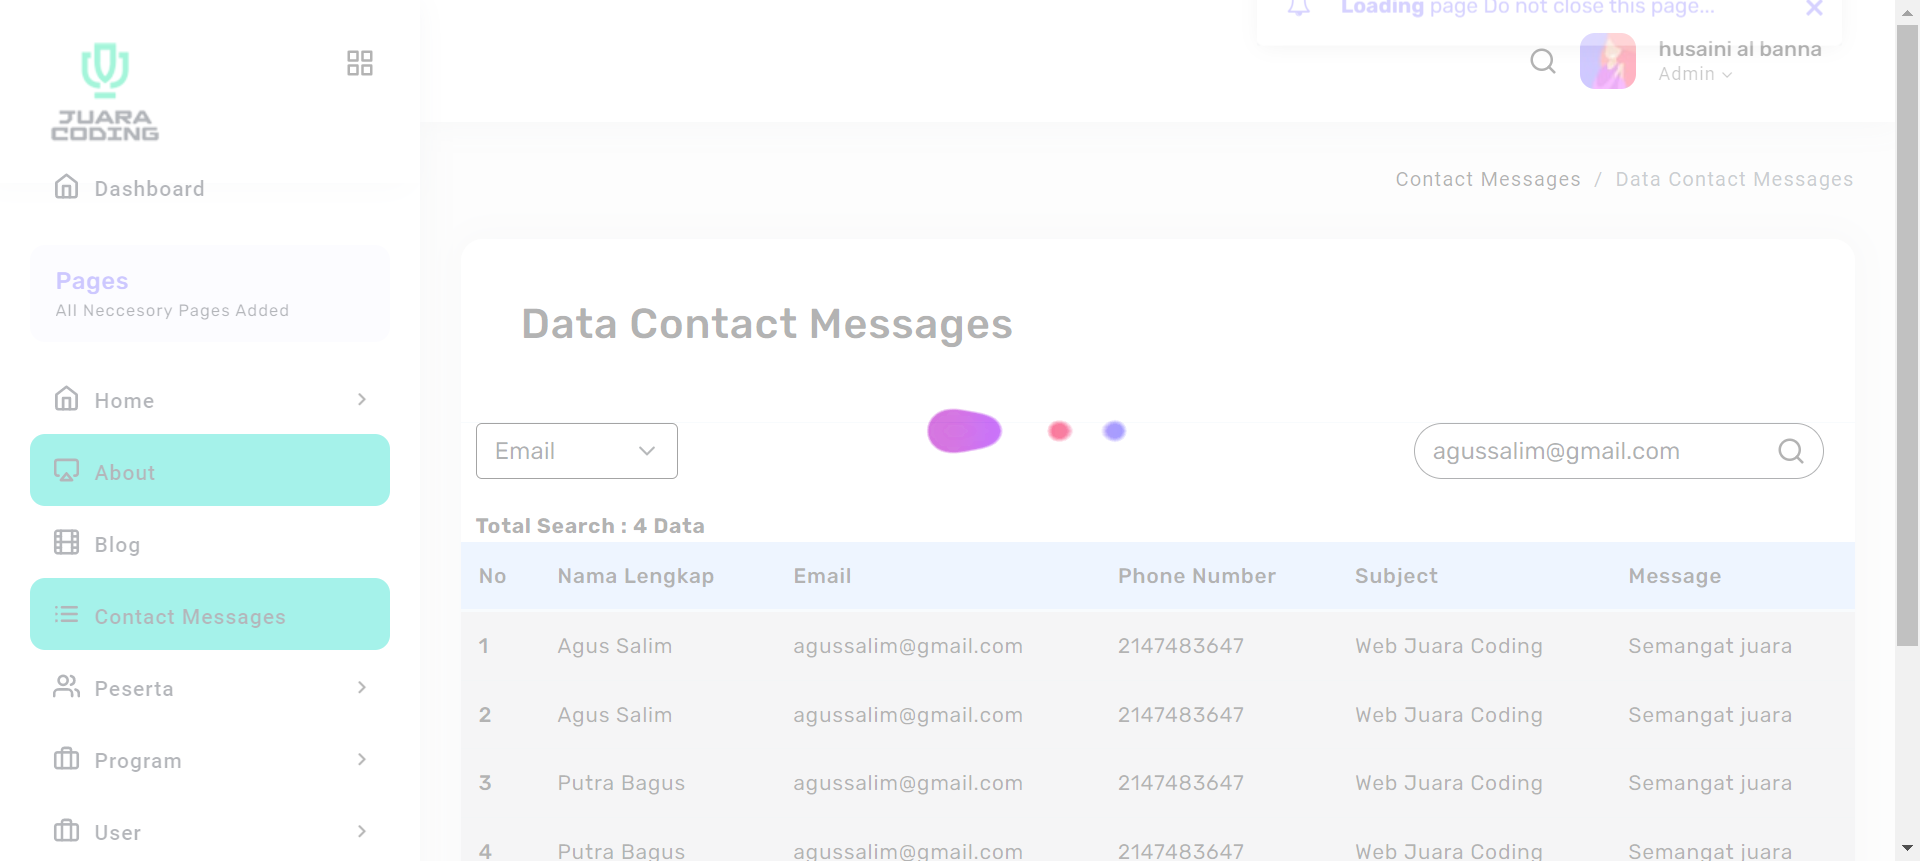 Loading page Do not close this page...
JUARA
CODING
husaini al banna
Admin
Dashboard
Contact Messages / Data Contact Messages
Pages
All Neccesory Pages Added
Data Contact Messages
Home
Email
agussalim@gmail.com
About
Total Search : 4 Data
Blog
No Nama Lengkap Email Phone Number Subject Message
Contact Messages
1 Agus Salim agussalim@gmail.com 2147483647 Web Juara Coding Semangat juara
Peserta
2 Agus Salim agussalim@gmail.com 2147483647 Web Juara Coding Semangat juara
Program
3 Putra Bagus agussalim@gmail.com 2147483647 Web Juara Coding Semangat juara
User
4 Putra Bagus agussalim@gmail.com 2147483647 Web Juara Coding Semangat juara